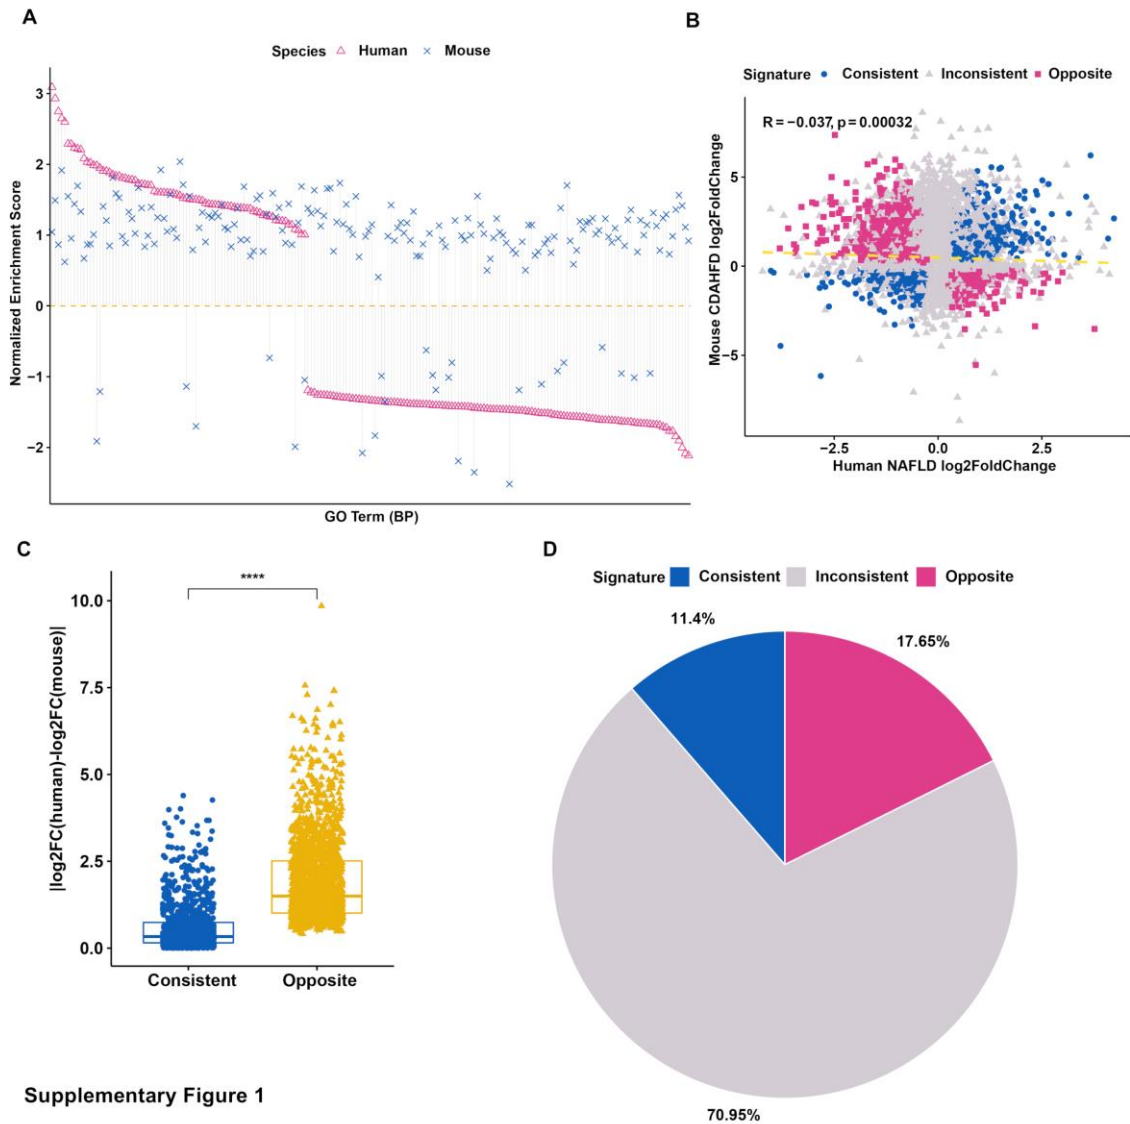 A
Species Human Mouse
Normalized Enrichment Score
3
2
1
0
−1
−2
GO Term (BP)
B
Signature Consistent Inconsistent Opposite
R = −0.037, p = 0.00032
Mouse CDAHFD log2FoldChange
5
0
−5
−2.5 0.0 2.5
Human NAFLD log2FoldChange
C
****
|log2FC(human)-log2FC(mouse)|
10.0
7.5
5.0
2.5
0.0
Consistent Opposite
D
Signature Consistent Inconsistent Opposite
11.4%
17.65%
70.95%
Supplementary Figure 1